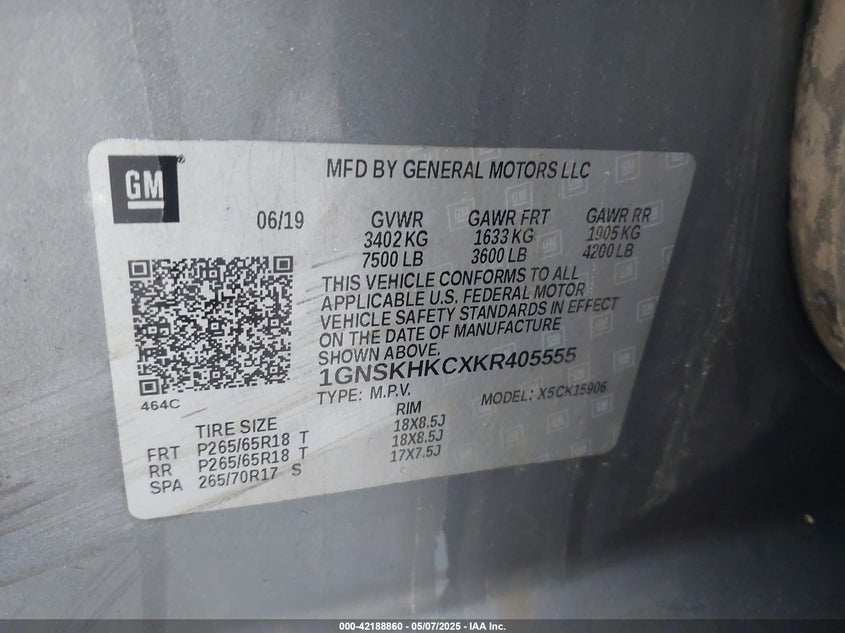 GM
MFD BY GENERAL MOTORS LLC
06/19 GVWR GAWR FRT GAWR RR
3402 KG 1633 KG 1905 KG
7500 LB 3600 LB 4200 LB
THIS VEHICLE CONFORMS TO ALL
APPLICABLE U.S. FEDERAL MOTOR
VEHICLE SAFETY STANDARDS IN EFFECT
ON THE DATE OF MANUFACTURE
SHOWN ABOVE.
1GNSKHKCXKR405555
464C
TYPE: M.P.V. MODEL: X5CK15906
TIRE SIZE RIM
FRT P265/65R18 T 18X8.5J
RR P265/65R18 T 18X8.5J
SPA 265/70R17 S 17X7.5J
000-42188860 - 05/07/2025 - IAA Inc.